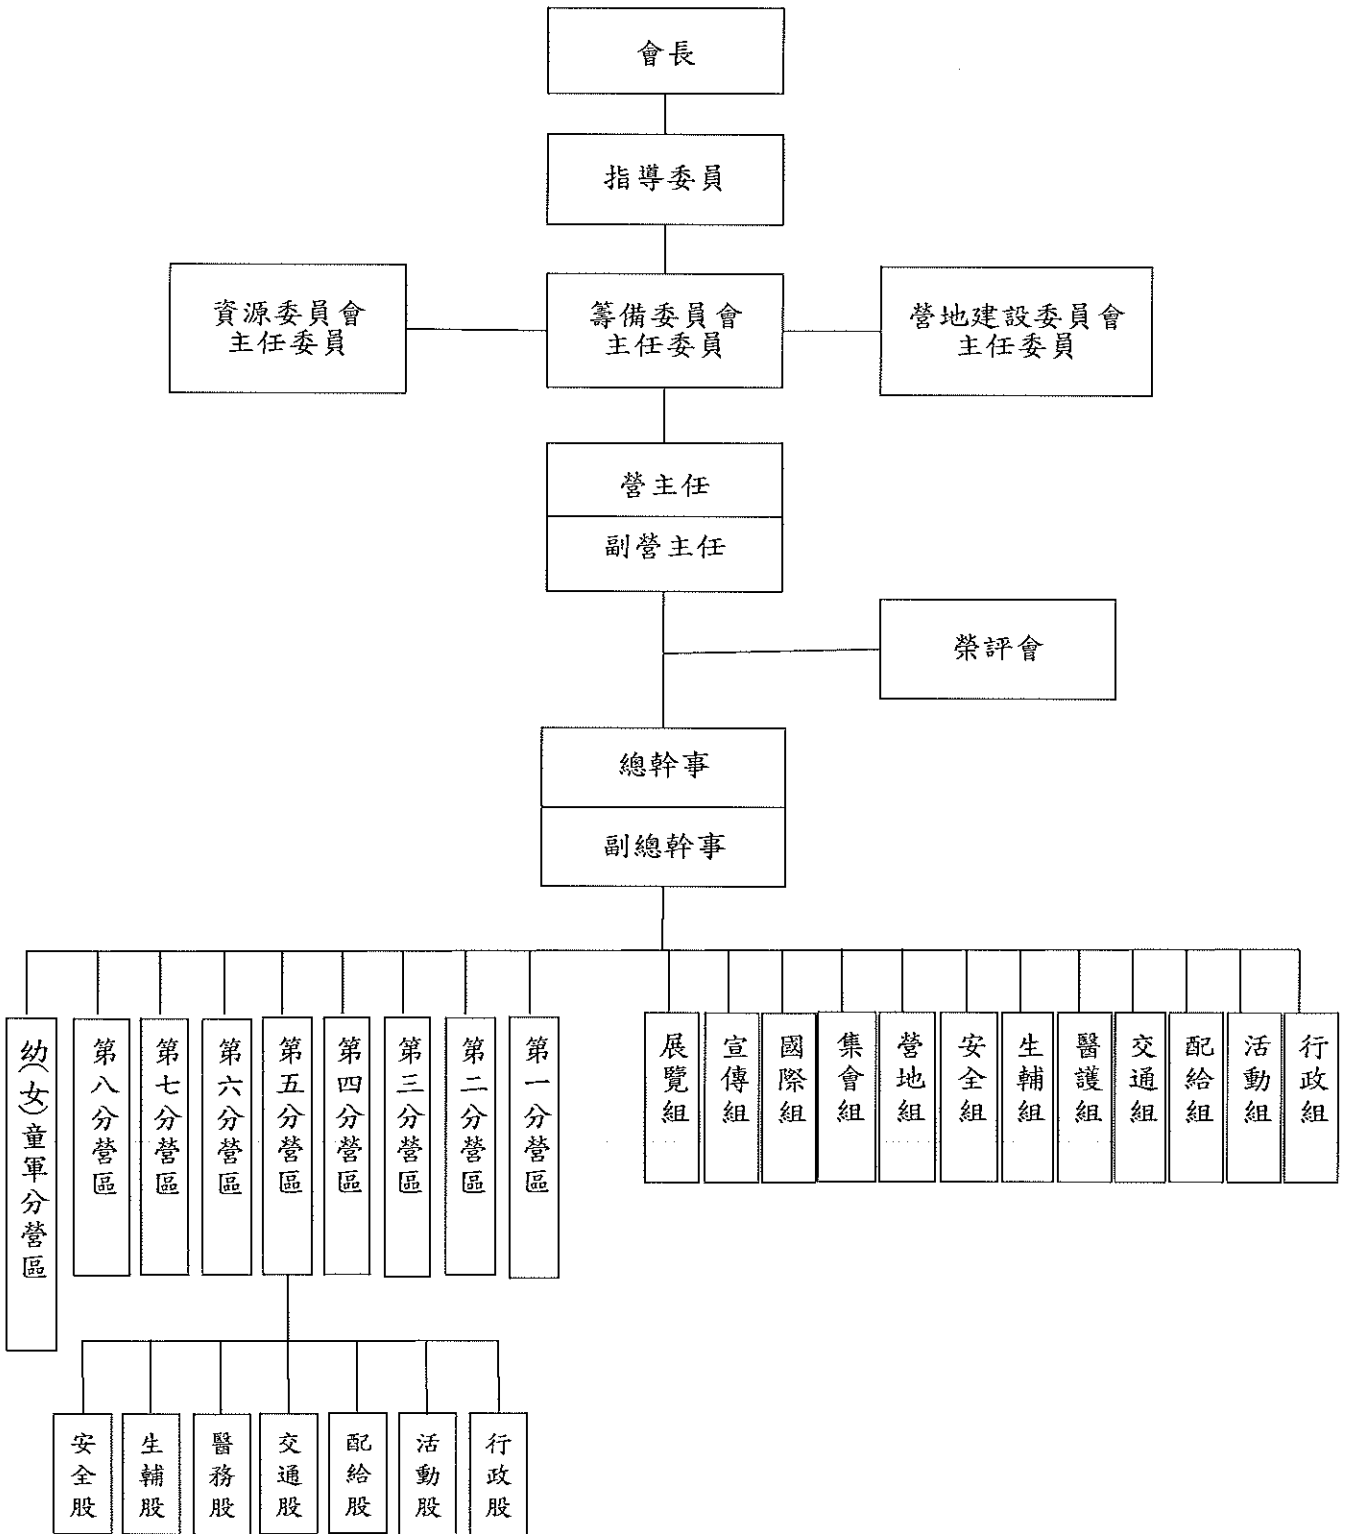 會長
指導委員
資源委員會
主任委員
籌備委員會
主任委員
營地建設委員會
主任委員
營主任
副營主任
榮評會
總幹事
副總幹事
幼(女)童軍分營區
第八分營區
第七分營區
第六分營區
第五分營區
第四分營區
第三分營區
第二分營區
第一分營區
展覽組
宣傳組
國際組
集會組
營地組
安全組
生輔組
醫護組
交通組
配給組
活動組
行政組
安全股
生輔股
醫務股
交通股
配給股
活動股
行政股